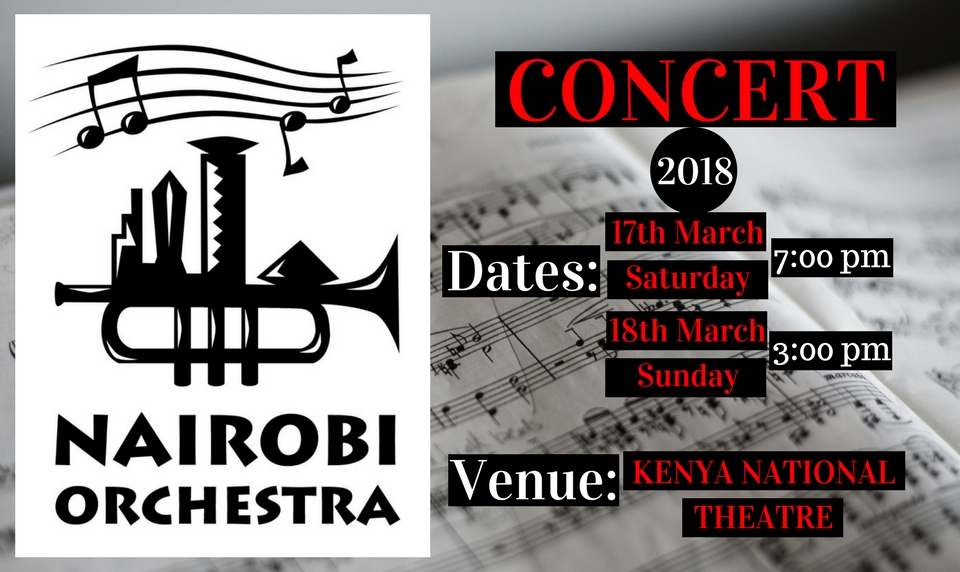 NAIROBI
ORCHESTRA
CONCERT
2018
Dates:
17th March
Saturday
7:00 pm
18th March
Sunday
3:00 pm
Venue:
KENYA NATIONAL
THEATRE